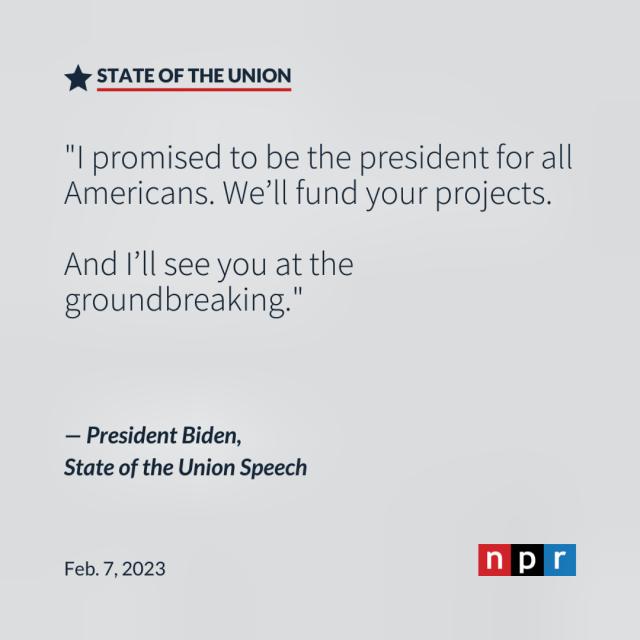 STATE OF THE UNION
"I promised to be the president for all
Americans. We’ll fund your projects.
And I’ll see you at the
groundbreaking."
— President Biden,
State of the Union Speech
Feb. 7, 2023
npr